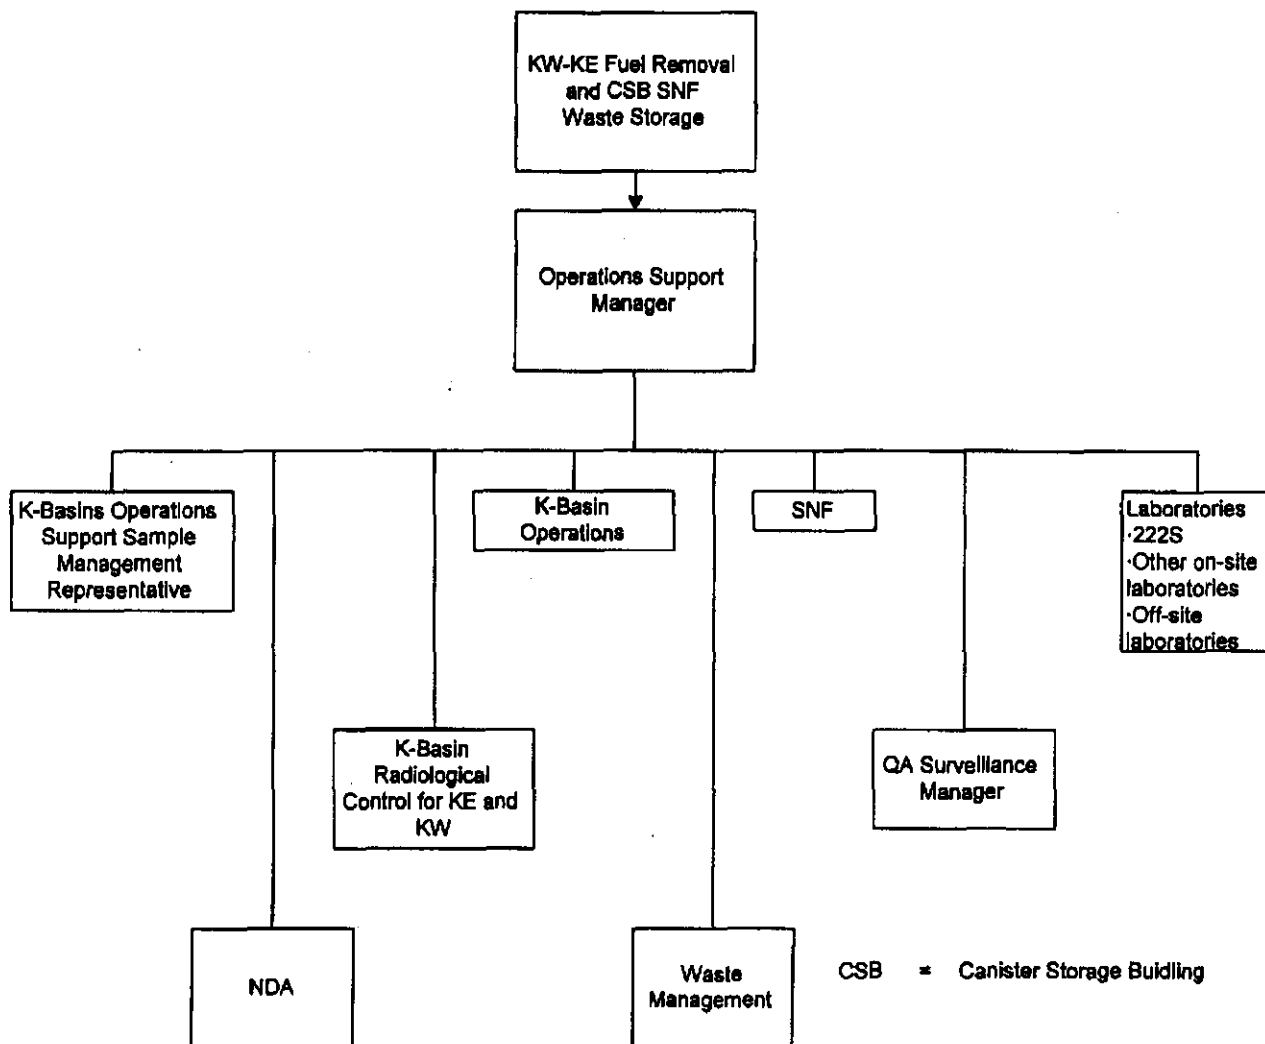 KW-KE Fuel Removal
and CSB SNF
Waste Storage
Operations Support
Manager
K-Basins Operations
Support Sample
Management
Representative
K-Basin
Operations
SNF
Laboratories
·222S
·Other on-site
laboratories
·Off-site
laboratories
K-Basin
Radiological
Control for KE and
KW
QA Surveillance
Manager
NDA
Waste
Management
CSB = Canister Storage Buidling